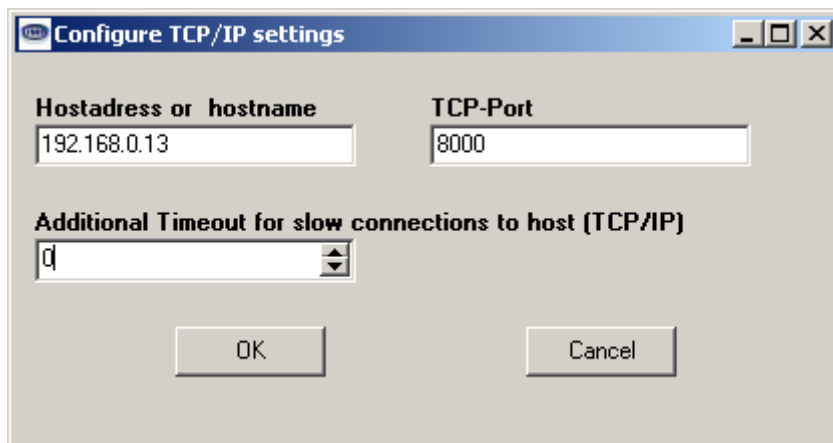 Configure TCP/IP settings
Hostadress or hostname TCP-Port
192.168.0.13 8000
Additional Timeout for slow connections to host (TCP/IP)
0
OK Cancel